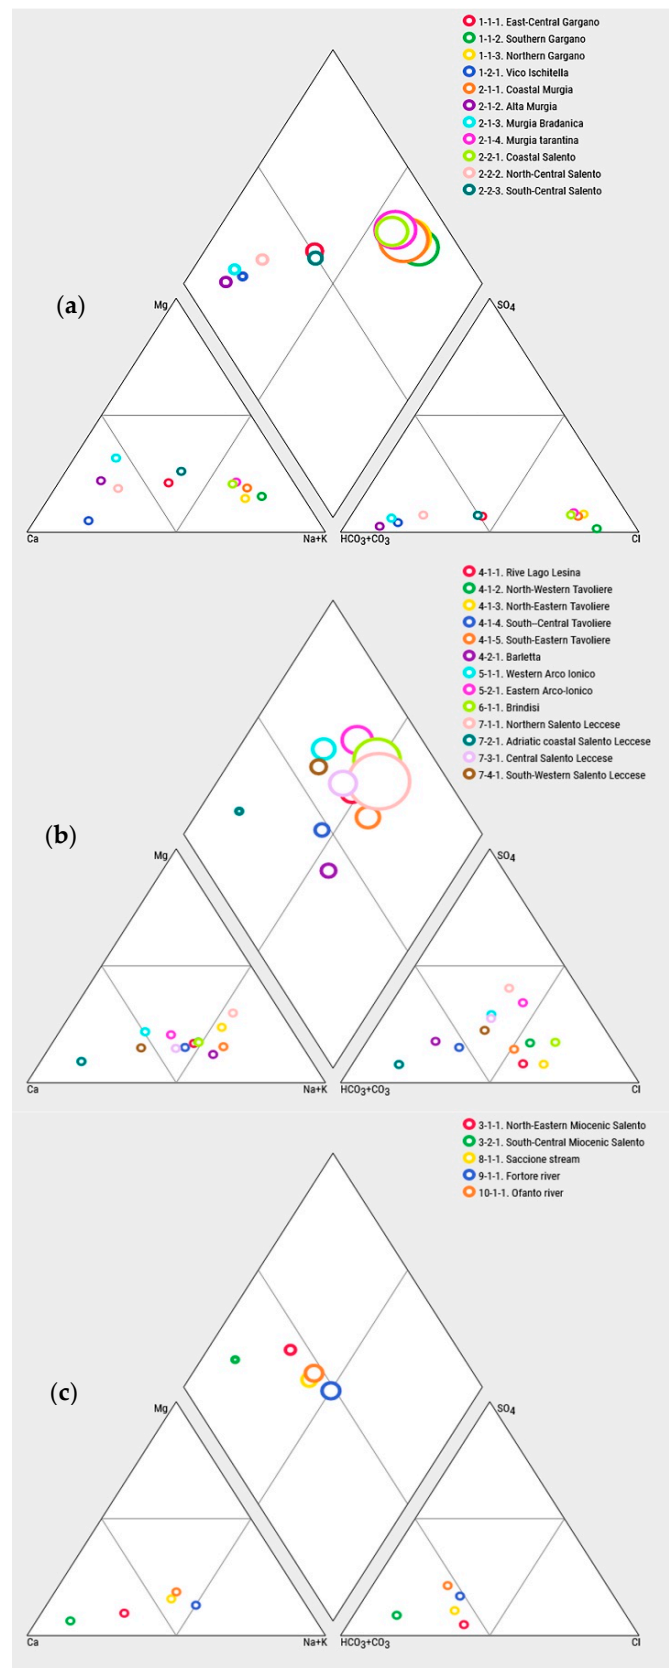 1-1-1. East-Central Gargano
1-1-2. Southern Gargano
1-1-3. Northern Gargano
1-2-1. Vico Ischitella
2-1-1. Coastal Murgia
2-1-2. Alta Murgia
2-1-3. Murgia Bradanica
2-1-4. Murgia tarantina
2-2-1. Coastal Salento
2-2-2. North-Central Salento
2-2-3. South-Central Salento
(a)
Mg
SO4
Ca
Na+K
HCO3+CO3
Cl
4-1-1. Rive Lago Lesina
4-1-2. North-Western Tavoliere
4-1-3. North-Eastern Tavoliere
4-1-4. South--Central Tavoliere
4-1-5. South-Eastern Tavoliere
4-2-1. Barletta
5-1-1. Western Arco Ionico
5-2-1. Eastern Arco-Ionico
6-1-1. Brindisi
7-1-1. Northern Salento Leccese
7-2-1. Adriatic coastal Salento Leccese
7-3-1. Central Salento Leccese
7-4-1. South-Western Salento Leccese
(b)
Mg
SO4
Ca
Na+K
HCO3+CO3
Cl
3-1-1. North-Eastern Miocenic Salento
3-2-1. South-Central Miocenic Salento
8-1-1. Saccione stream
9-1-1. Fortore river
10-1-1. Ofanto river
(c)
Mg
SO4
Ca
Na+K
HCO3+CO3
Cl